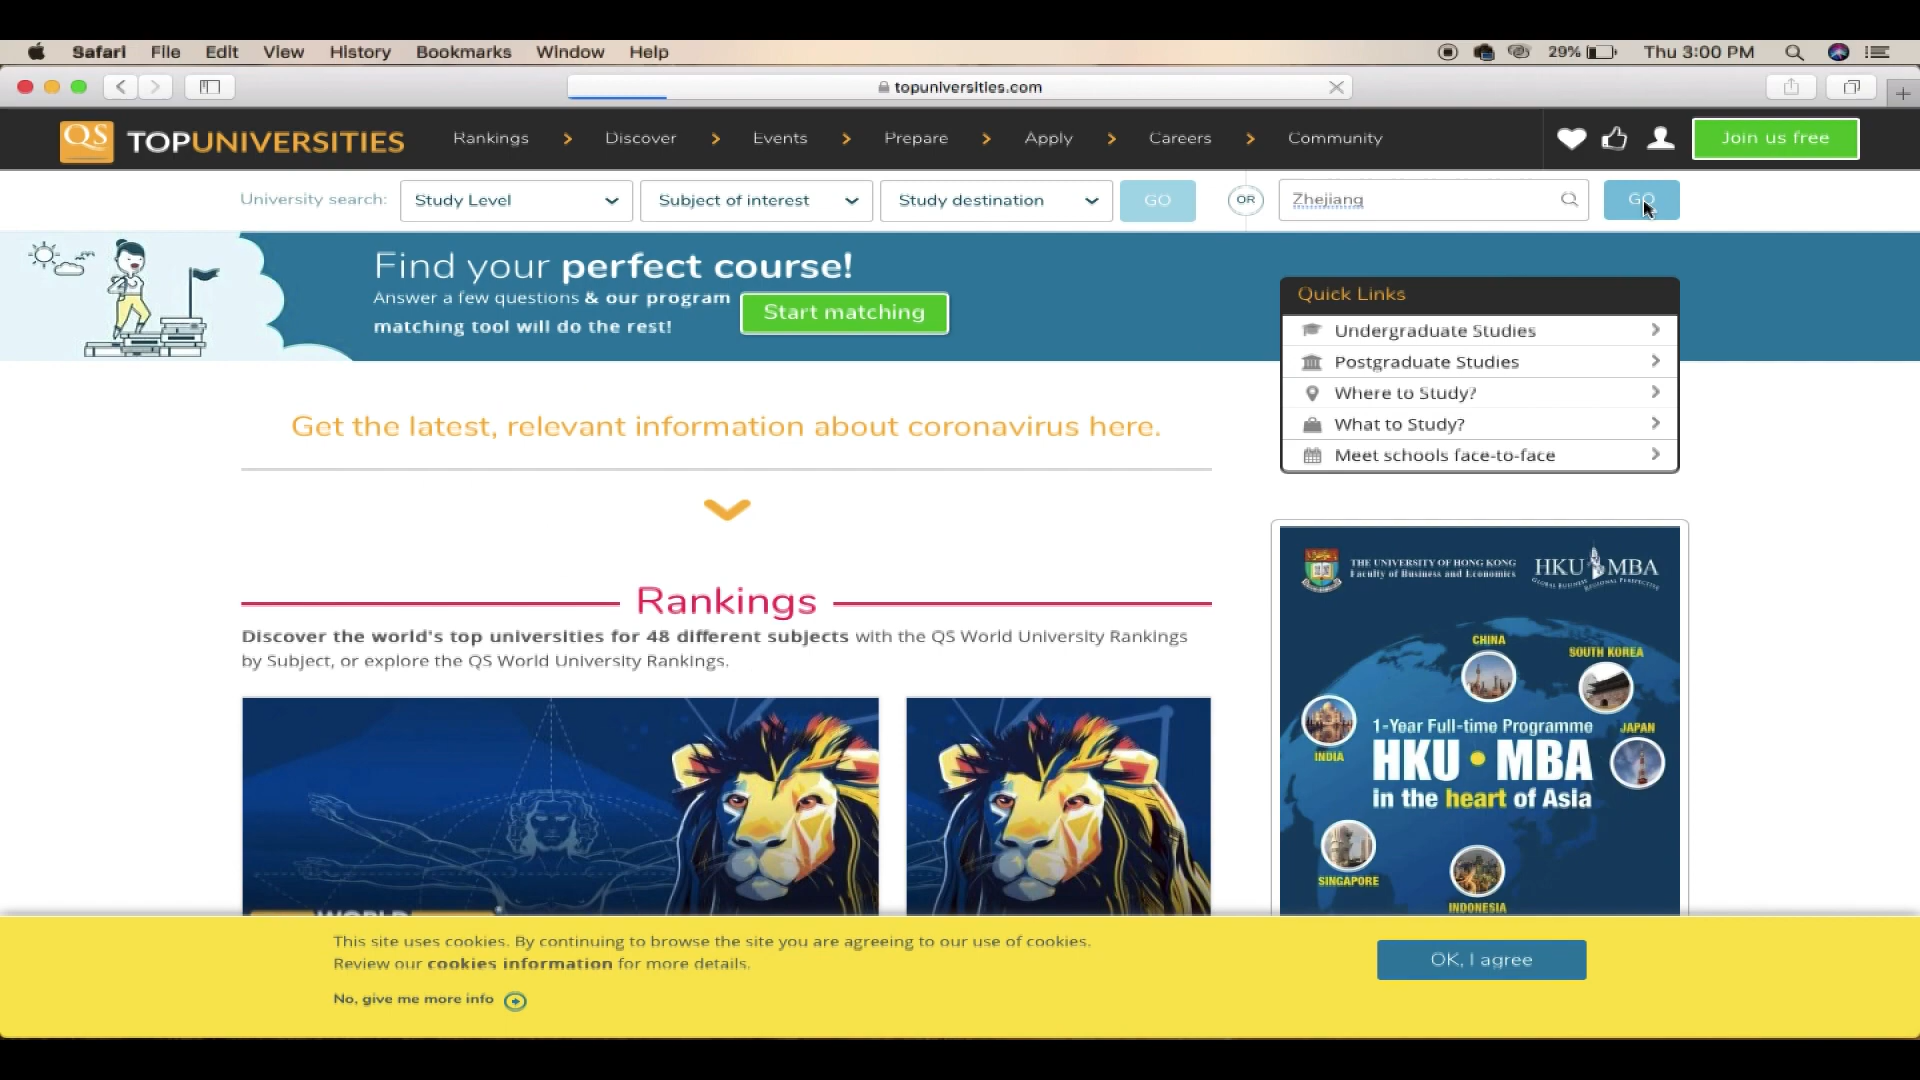 Safari File Edit View History Bookmarks Window Help 29% Thu 3:00 PM
topuniversities.com
QS TOPUNIVERSITIES Rankings Discover Events Prepare Apply Careers Community Join us free
University search: Study Level Subject of interest Study destination GO OR Zhejiang GO
Find your perfect course!
Answer a few questions & our program
matching tool will do the rest!
Start matching
Quick Links
Undergraduate Studies
Postgraduate Studies
Where to Study?
What to Study?
Meet schools face-to-face
Get the latest, relevant information about coronavirus here.
Rankings
Discover the world's top universities for 48 different subjects with the QS World University Rankings
by Subject, or explore the QS World University Rankings.
WORLD
THE UNIVERSITY OF HONG KONG
Faculty of Business and Economics
HKU MBA
GLOBAL BUSINESS REGIONAL PERSPECTIVE
CHINA
SOUTH KOREA
INDIA
JAPAN
1-Year Full-time Programme
HKU • MBA
in the heart of Asia
SINGAPORE
INDONESIA
This site uses cookies. By continuing to browse the site you are agreeing to our use of cookies.
Review our cookies information for more details.
No, give me more info
OK, I agree